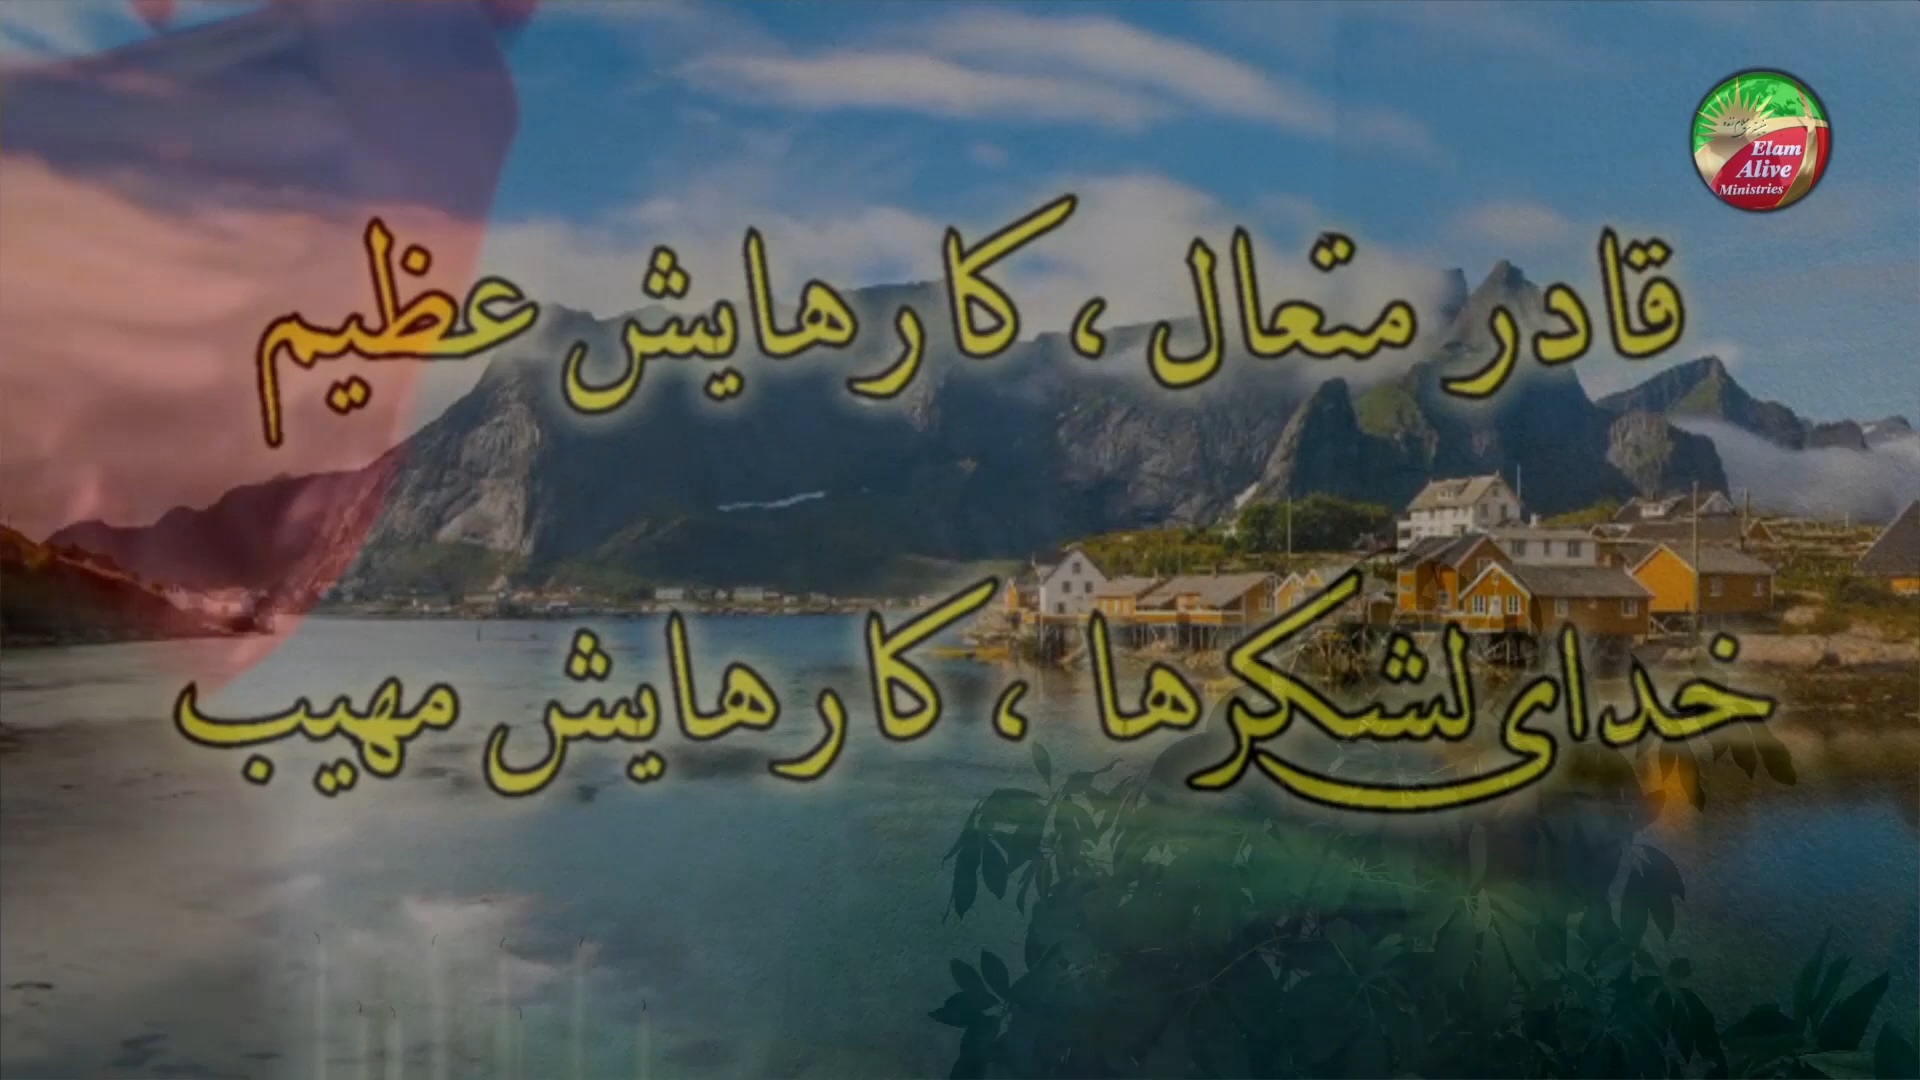 قادر متعال ، کارهایش عظیم
خدای لشکرها ، کارهایش مهیب
Elam
Alive
Ministries